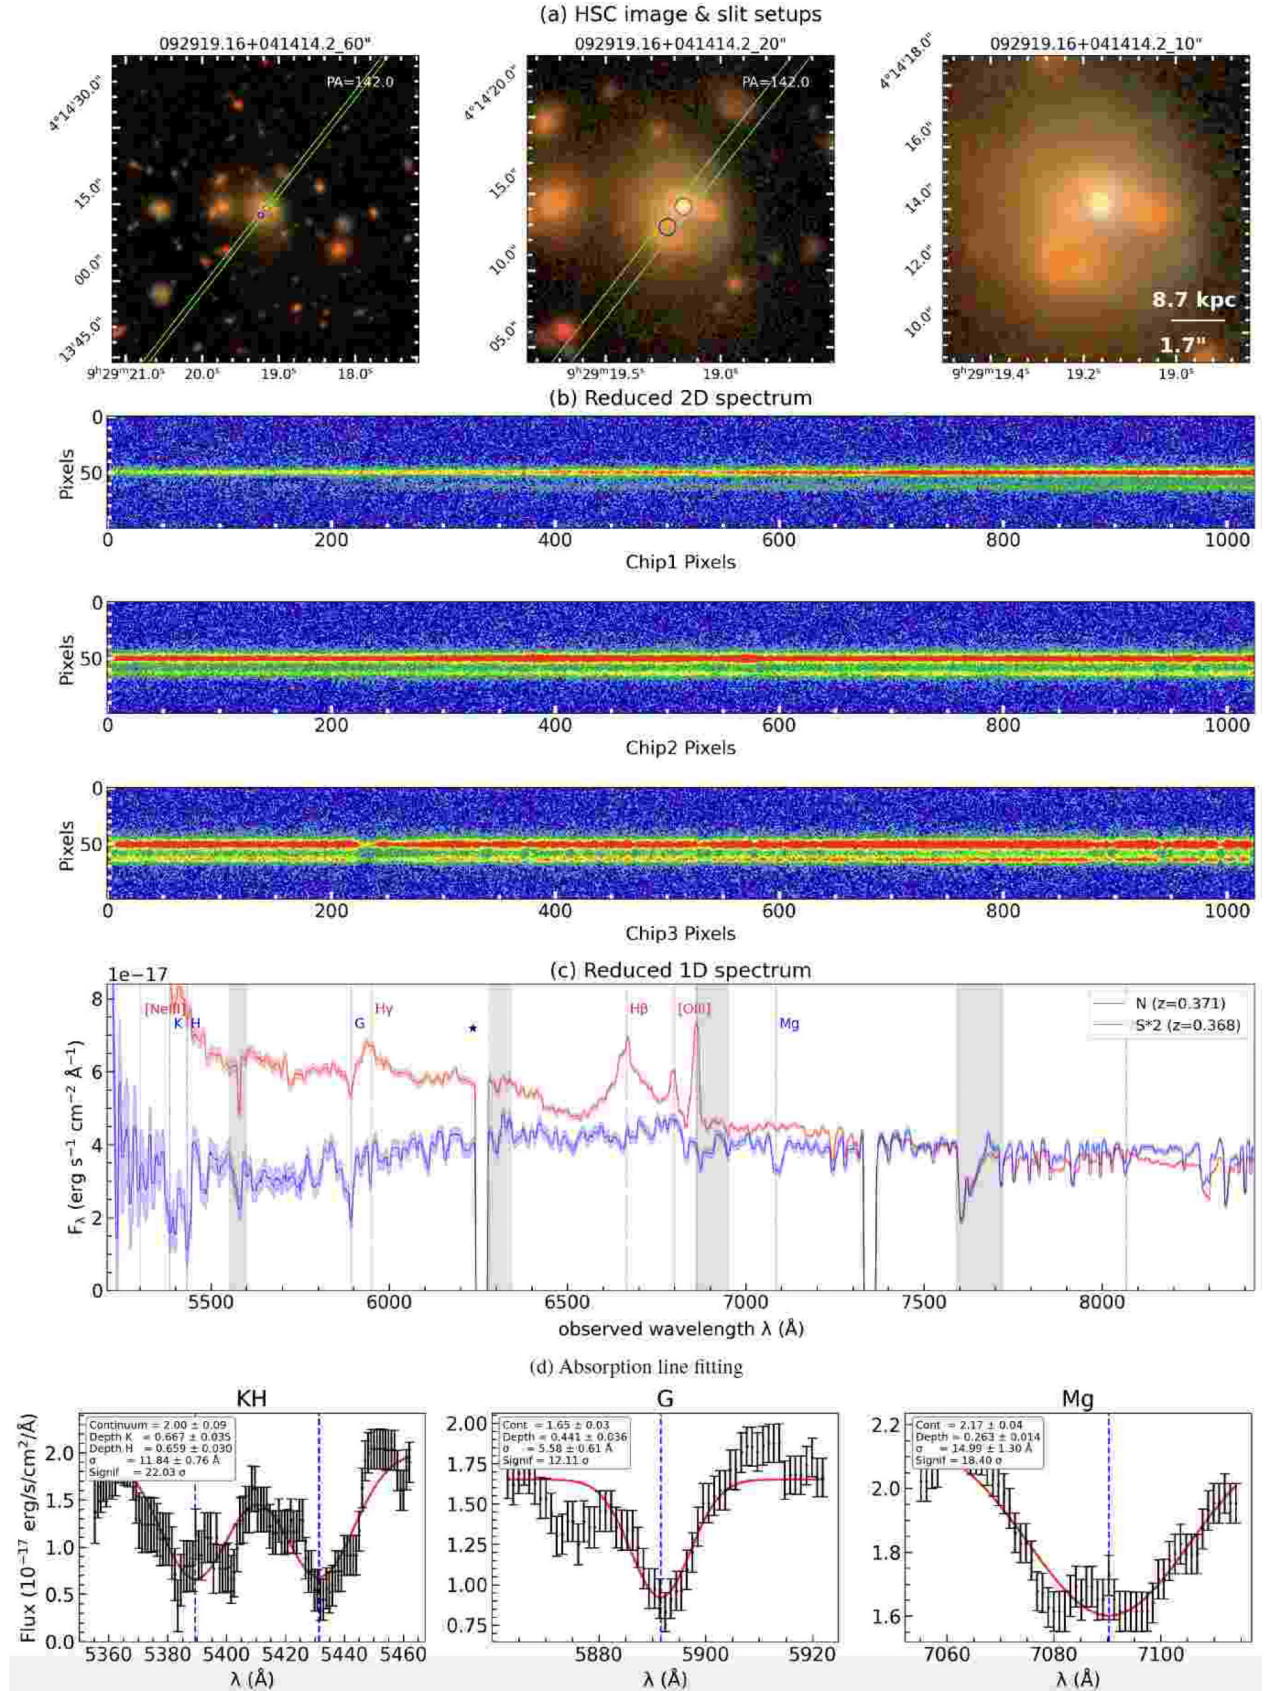 (a) HSC image & slit setups
092919.16+041414.2_60"
092919.16+041414.2_20"
092919.16+041414.2_10"
PA=142.0
PA=142.0
4°14'30.0"
15.0"
00.0"
13'45.0"
4°14'20.0"
15.0"
10.0"
05.0"
4°14'18.0"
16.0"
14.0"
12.0"
10.0"
8.7 kpc
1.7"
9ʰ29ᵐ21.0ˢ 20.0ˢ 19.0ˢ 18.0ˢ
9ʰ29ᵐ19.5ˢ 19.0ˢ
9ʰ29ᵐ19.4ˢ 19.2ˢ 19.0ˢ
(b) Reduced 2D spectrum
0
50
Pixels
0 200 400 600 800 1000
Chip1 Pixels
0
50
Pixels
0 200 400 600 800 1000
Chip2 Pixels
0
50
Pixels
0 200 400 600 800 1000
Chip3 Pixels
(c) Reduced 1D spectrum
1e−17
[NeIII] K H G Hγ ★ Hβ [OIII] Mg
N (z=0.371)
S*2 (z=0.368)
8
6
4
2
0
Fλ (erg s⁻¹ cm⁻² Å⁻¹)
5500 6000 6500 7000 7500 8000
observed wavelength λ (Å)
(d) Absorption line fitting
KH
Continuum = 2.00 ± 0.09
Depth K = 0.667 ± 0.035
Depth H = 0.659 ± 0.030
σ = 11.84 ± 0.76 Å
Signif = 22.03 σ
2.0
1.5
1.0
0.5
0.0
Flux (10⁻¹⁷ erg/s/cm²/Å)
5360 5380 5400 5420 5440 5460
λ (Å)
G
Cont = 1.65 ± 0.03
Depth = 0.441 ± 0.036
σ = 5.58 ± 0.61 Å
Signif = 12.11 σ
2.00
1.75
1.50
1.25
1.00
0.75
5880 5900 5920
λ (Å)
Mg
Cont = 2.17 ± 0.04
Depth = 0.263 ± 0.014
σ = 14.99 ± 1.30 Å
Signif = 18.40 σ
2.2
2.0
1.8
1.6
7060 7080 7100
λ (Å)